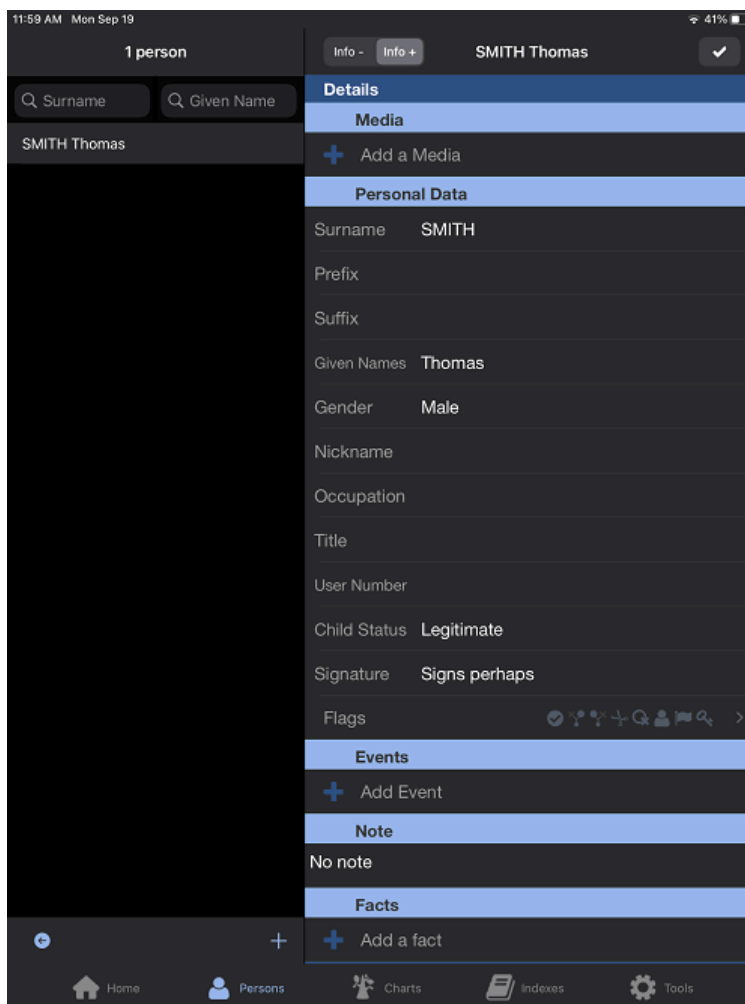 11:59 AM Mon Sep 19
41%
1 person
Info -
Info +
SMITH Thomas
Surname
Given Name
SMITH Thomas
Details
Media
Add a Media
Personal Data
Surname SMITH
Prefix
Suffix
Given Names Thomas
Gender Male
Nickname
Occupation
Title
User Number
Child Status Legitimate
Signature Signs perhaps
Flags
Events
Add Event
Note
No note
Facts
Add a fact
Home
Persons
Charts
Indexes
Tools